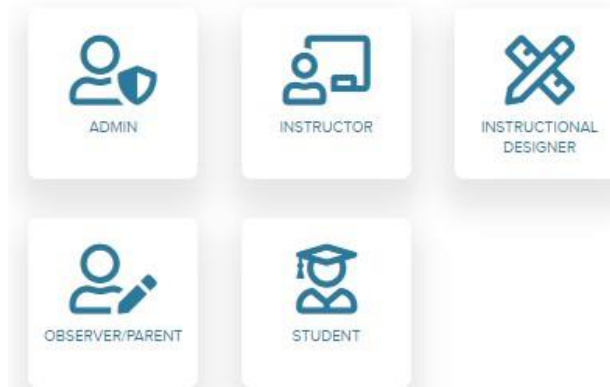 ADMIN
INSTRUCTOR
INSTRUCTIONAL
DESIGNER
OBSERVER/PARENT
STUDENT